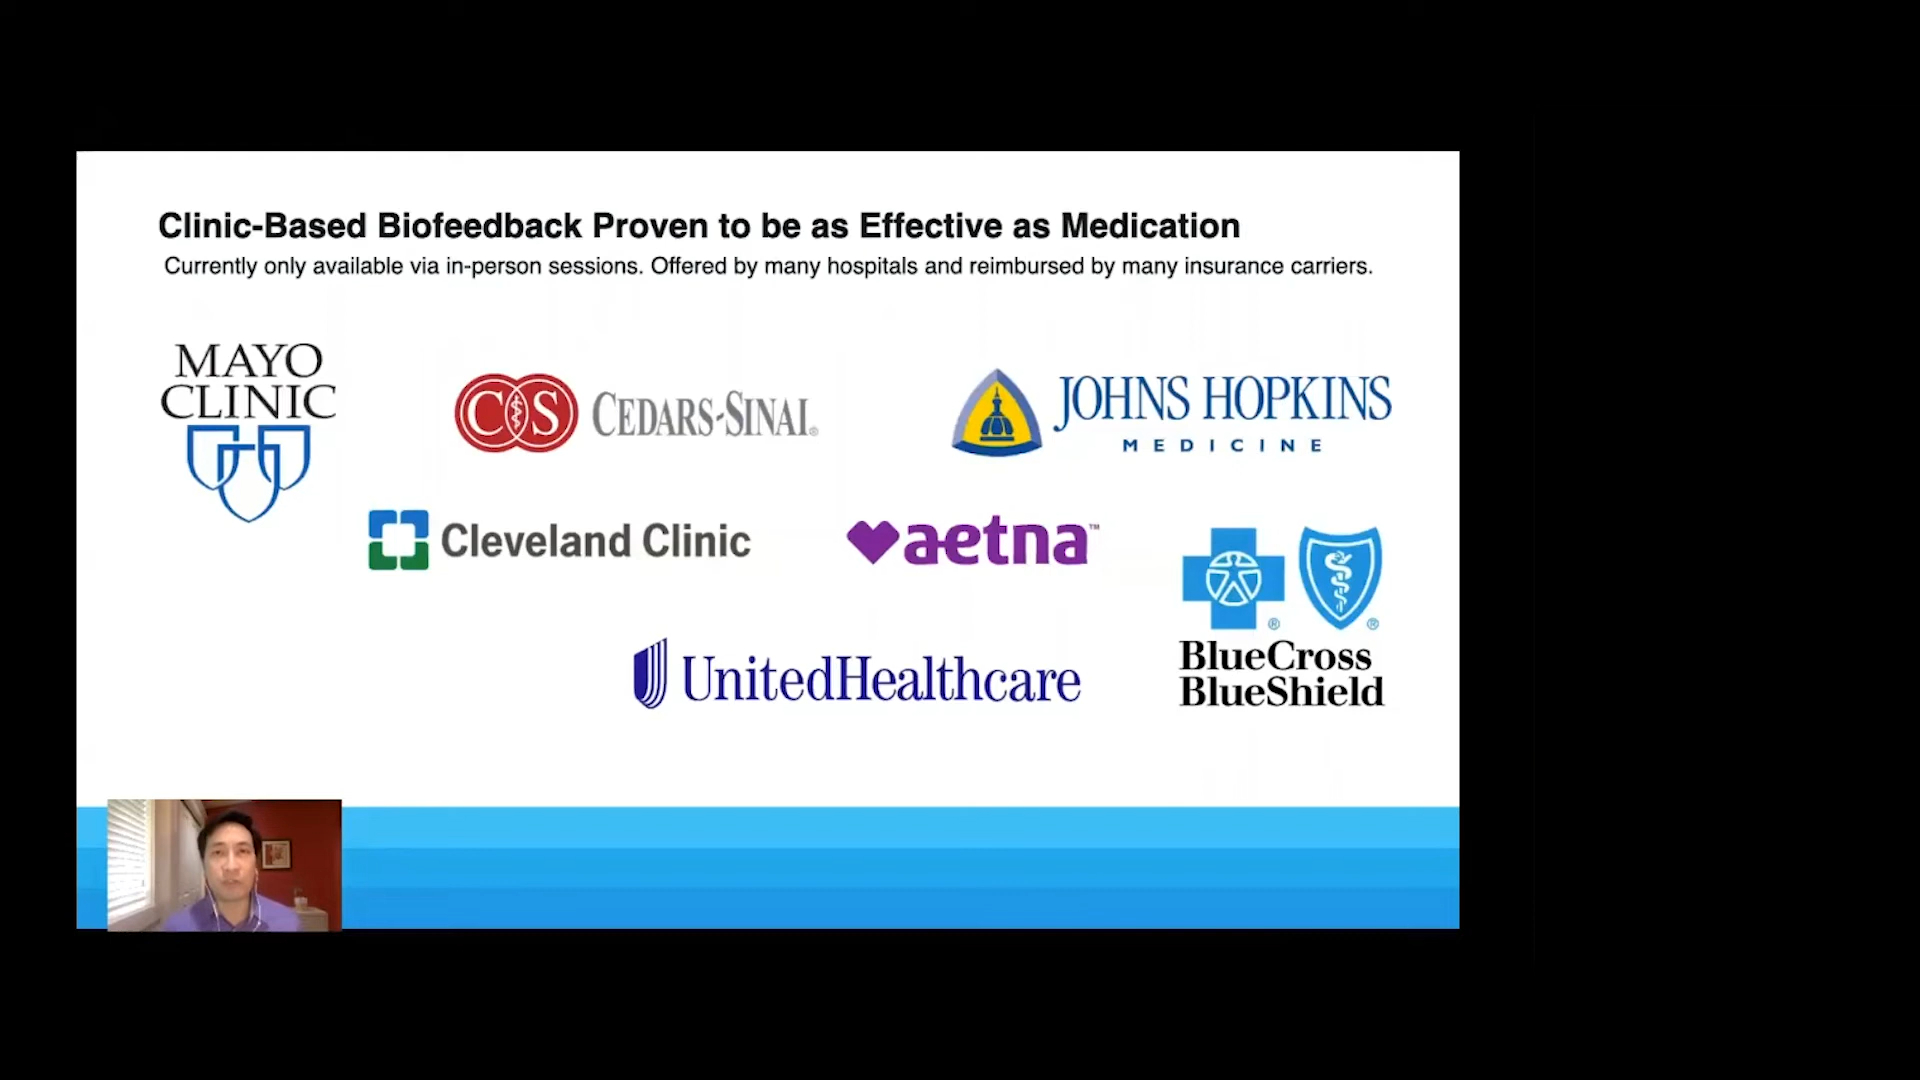 Clinic-Based Biofeedback Proven to be as Effective as Medication
Currently only available via in-person sessions. Offered by many hospitals and reimbursed by many insurance carriers.
MAYO
CLINIC
CS CEDARS-SINAI®
JOHNS HOPKINS
MEDICINE
Cleveland Clinic
aetna™
® ®
BlueCross
BlueShield
UnitedHealthcare